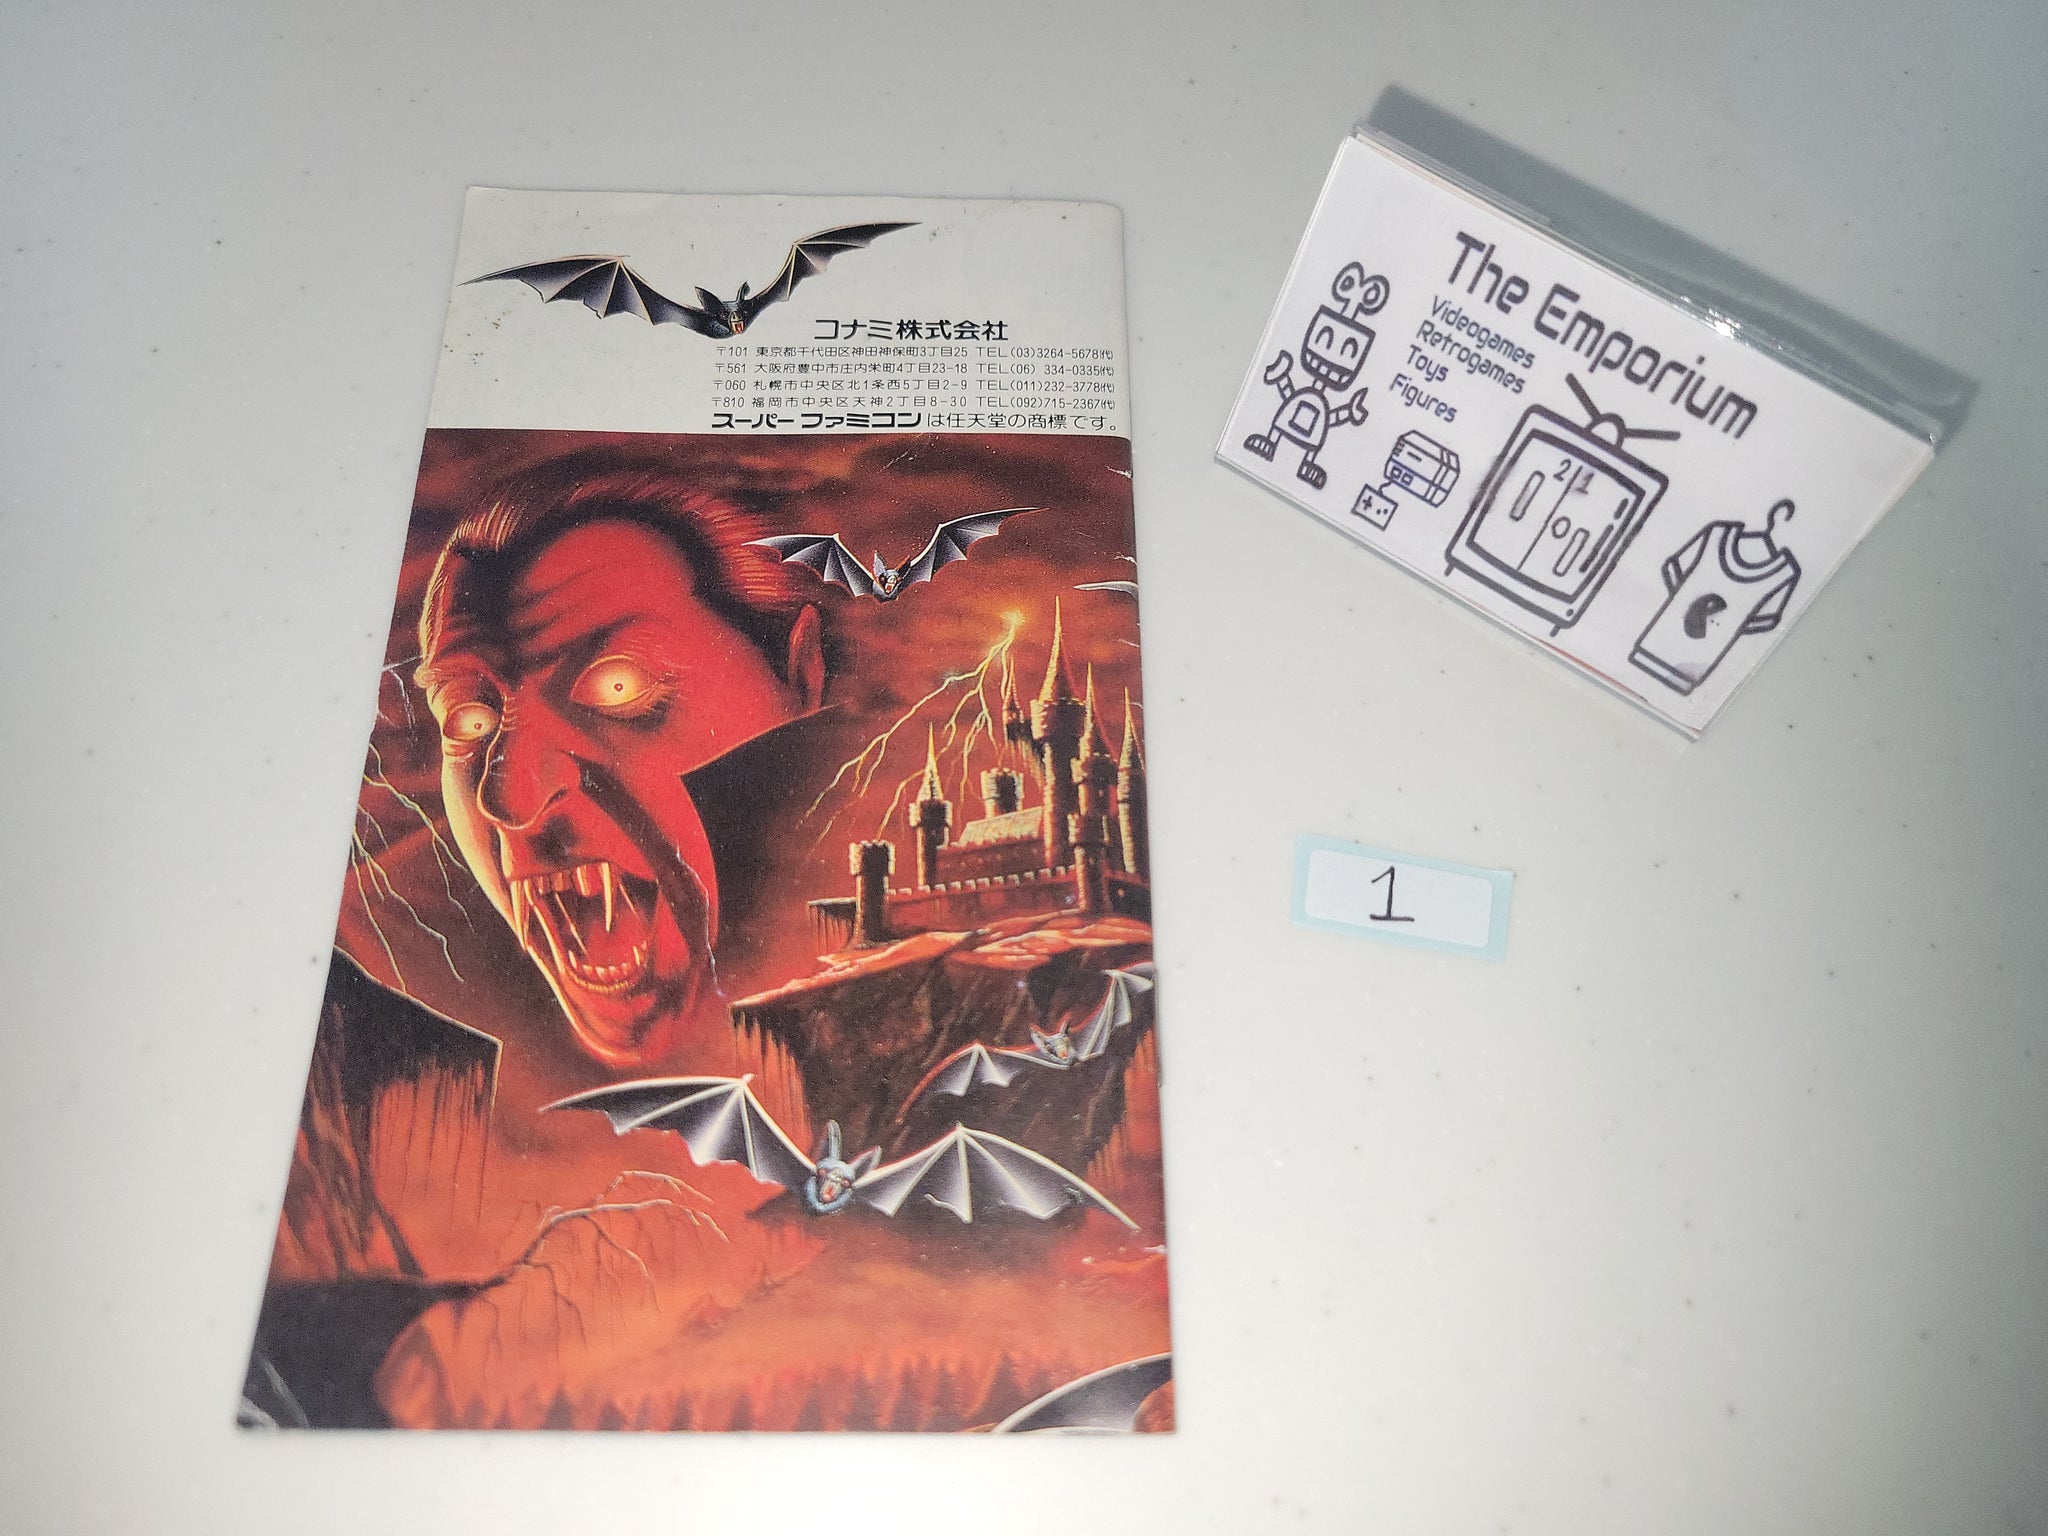 コナミ株式会社
〒101 東京都千代田区神田神保町3丁目25 TEL(03)3264-5678(代)
〒561 大阪府豊中市庄内栄町4丁目23-18 TEL(06) 334-0335(代)
〒060 札幌市中央区北1条西5丁目2-9 TEL(011)232-3778(代)
〒810 福岡市中央区天神2丁目8-30 TEL(092)715-2367(代)
スーパーファミコンは任天堂の商標です。
The Emporium
Videogames
Retrogames
Toys
Figures
2 1
1